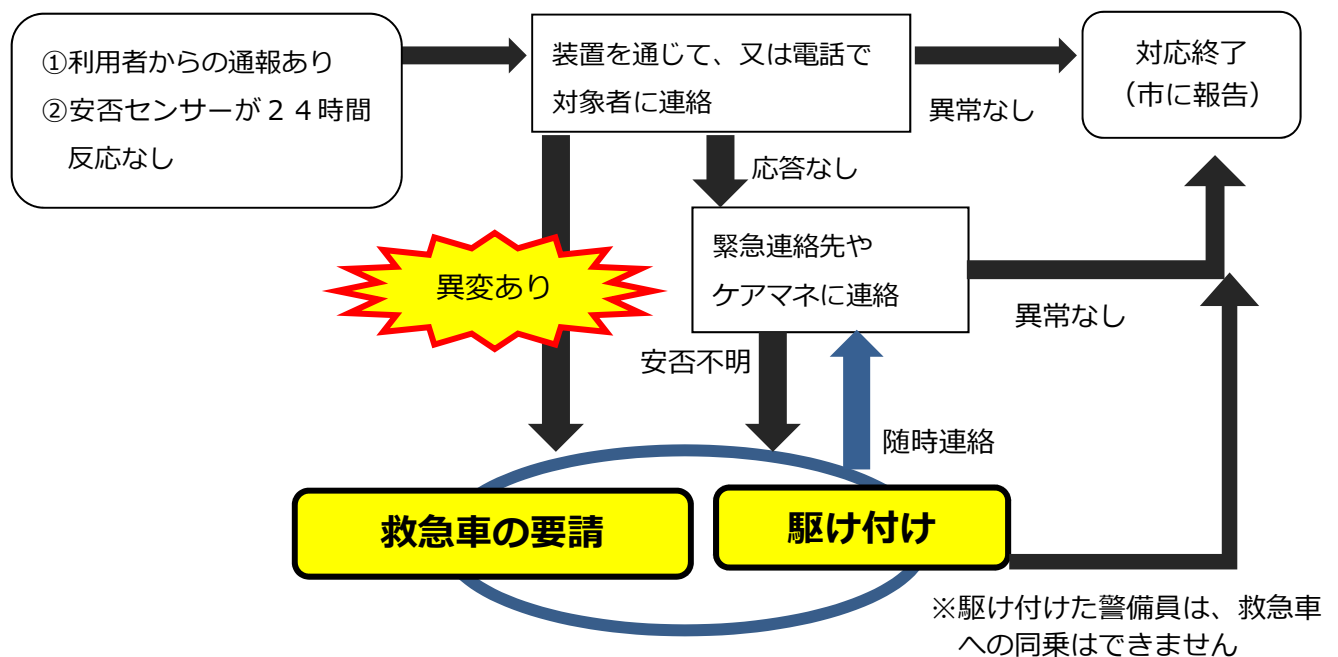 ①利用者からの通報あり
②安否センサーが２４時間
反応なし
装置を通じて、又は電話で
対象者に連絡
異常なし
対応終了
（市に報告）
応答なし
異変あり
緊急連絡先や
ケアマネに連絡
異常なし
安否不明
随時連絡
救急車の要請
駆け付け
※駆け付けた警備員は、救急車
への同乗はできません